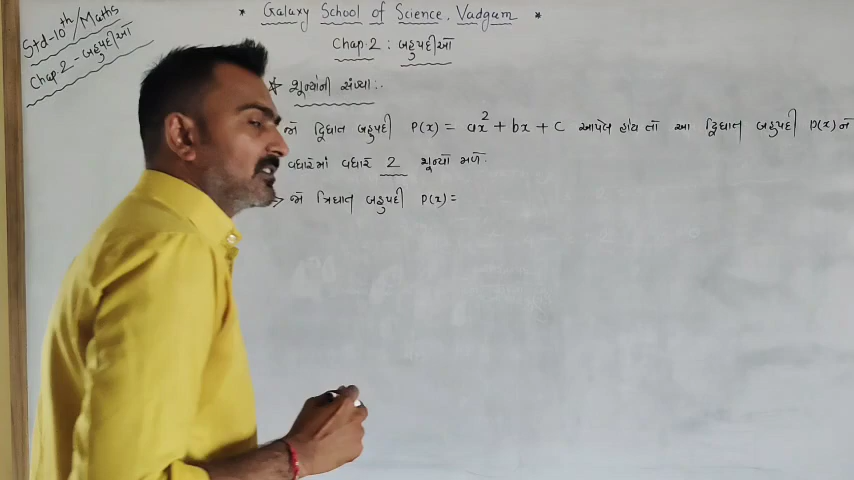 Std-10th/Maths
Chap.2 - બહુપદીઓ
* Galaxy School of Science, Vadgam *
Chap.2 : બહુપદીઓ
* શૂન્યોની સંખ્યા :.
જો દ્વિઘાત બહુપદી P(x) = ax² + bx + c આપેલ હોય તો આ દ્વિઘાત બહુપદી P(x) ને
વધારેમાં વધારે 2 શૂન્યો મળે.
→ જો ત્રિઘાત બહુપદી P(x) =